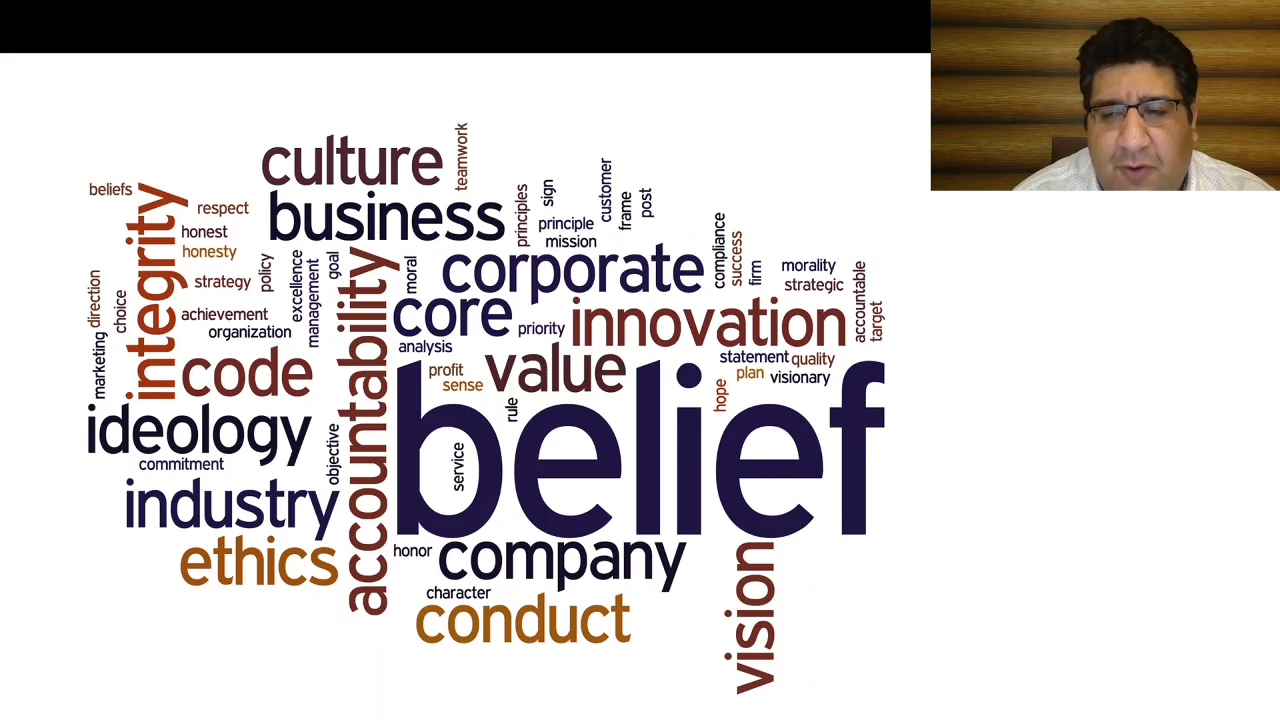 culture
teamwork
beliefs
integrity
respect
business
principles
sign
principle
customer
frame
post
honest
mission
honesty
compliance
success
firm
morality
strategic
accountable
target
direction
choice
strategy
policy
excellence
management
goal
accountability
moral
corporate
achievement
organization
core
priority
innovation
marketing
code
analysis
profit
sense
value
statement
quality
plan
visionary
hope
belief
rule
ideology
objective
service
commitment
industry
ethics
honor
company
vision
character
conduct